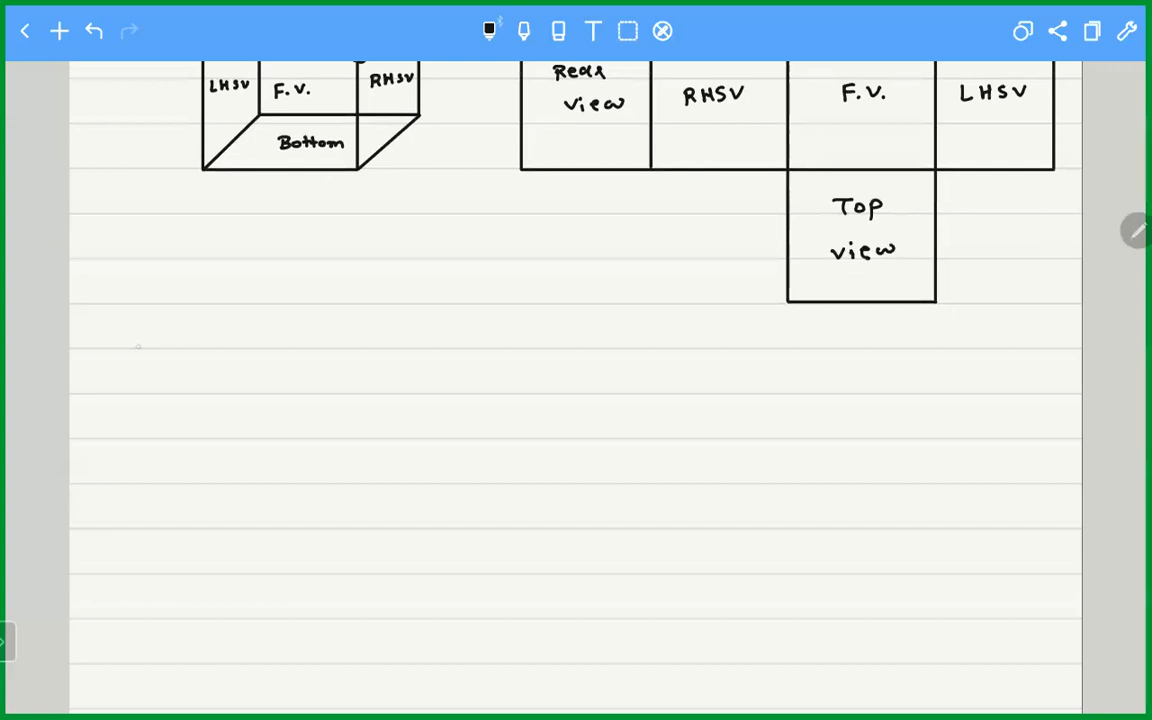 LHSV F.V. RHSV
Bottom
Rear
view
RHSV
F.V.
LHSV
Top
view